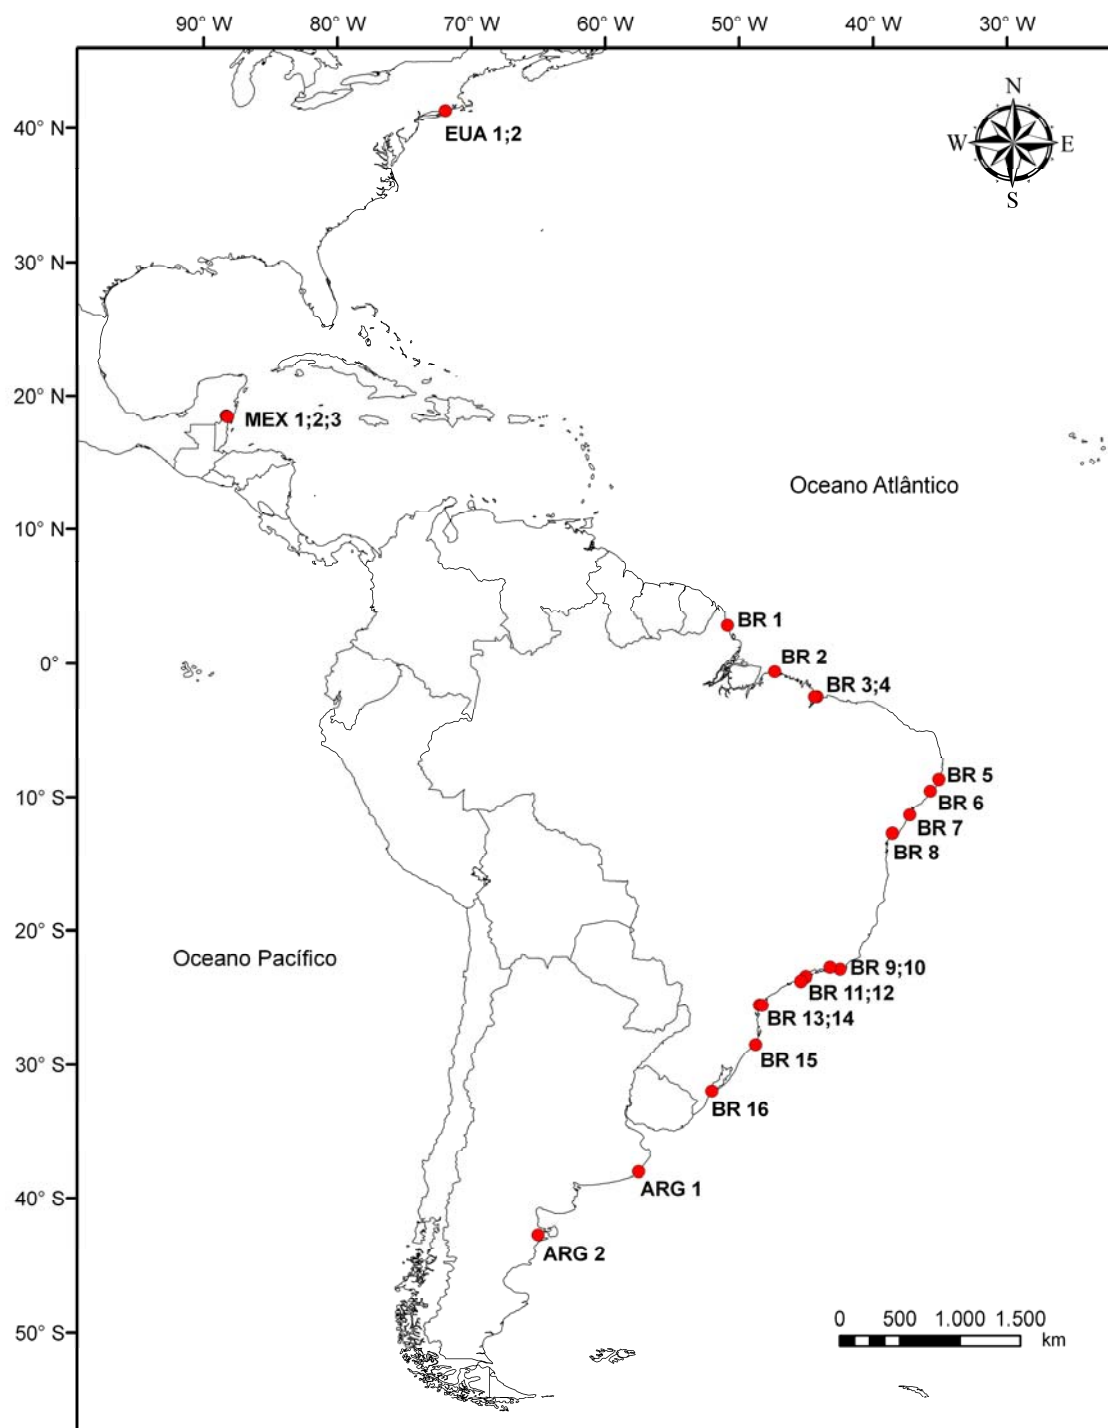 90° W 80° W 70° W 60° W 50° W 40° W 30° W
N
W E
S
40° N
EUA 1;2
30° N
20° N
MEX 1;2;3
Oceano Atlântico
10° N
BR 1
0°
BR 2
BR 3;4
BR 5
10° S
BR 6
BR 7
BR 8
20° S
Oceano Pacífico
BR 9;10
BR 11;12
BR 13;14
30° S
BR 15
BR 16
ARG 1
40° S
ARG 2
0 500 1.000 1.500
km
50° S